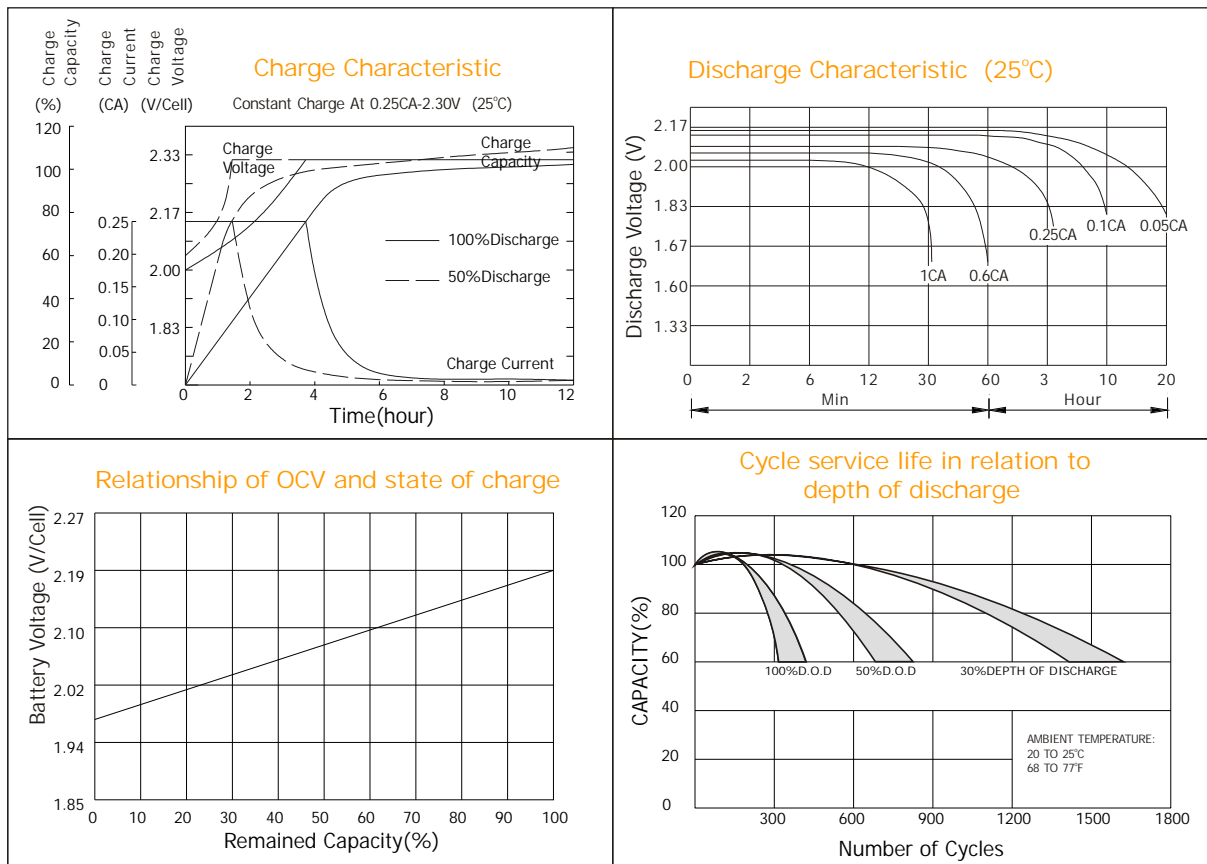 Charge Capacity
Charge Current
Charge Voltage
(%)
(CA)
(V/Cell)
Charge Characteristic
Constant Charge At 0.25CA-2.30V (25°C)
120
100
80
60
40
20
0
0.25
0.20
0.15
0.10
0.05
0
2.33
2.17
2.00
1.83
Charge
Voltage
Charge
Capacity
100%Discharge
50%Discharge
Charge Current
0 2 4 6 8 10 12
Time(hour)
Discharge Characteristic (25°C)
Discharge Voltage (V)
2.17
2.00
1.83
1.67
1.60
1.33
1CA
0.6CA
0.25CA
0.1CA
0.05CA
0 2 6 12 30 60 3 10 20
Min
Hour
Relationship of OCV and state of charge
Battery Voltage (V/Cell)
2.27
2.19
2.10
2.02
1.94
1.85
0 10 20 30 40 50 60 70 80 90 100
Remained Capacity(%)
Cycle service life in relation to
depth of discharge
CAPACITY(%)
120
100
80
60
40
20
0
100%D.O.D
50%D.O.D
30%DEPTH OF DISCHARGE
AMBIENT TEMPERATURE:
20 TO 25°C
68 TO 77°F
300 600 900 1200 1500 1800
Number of Cycles